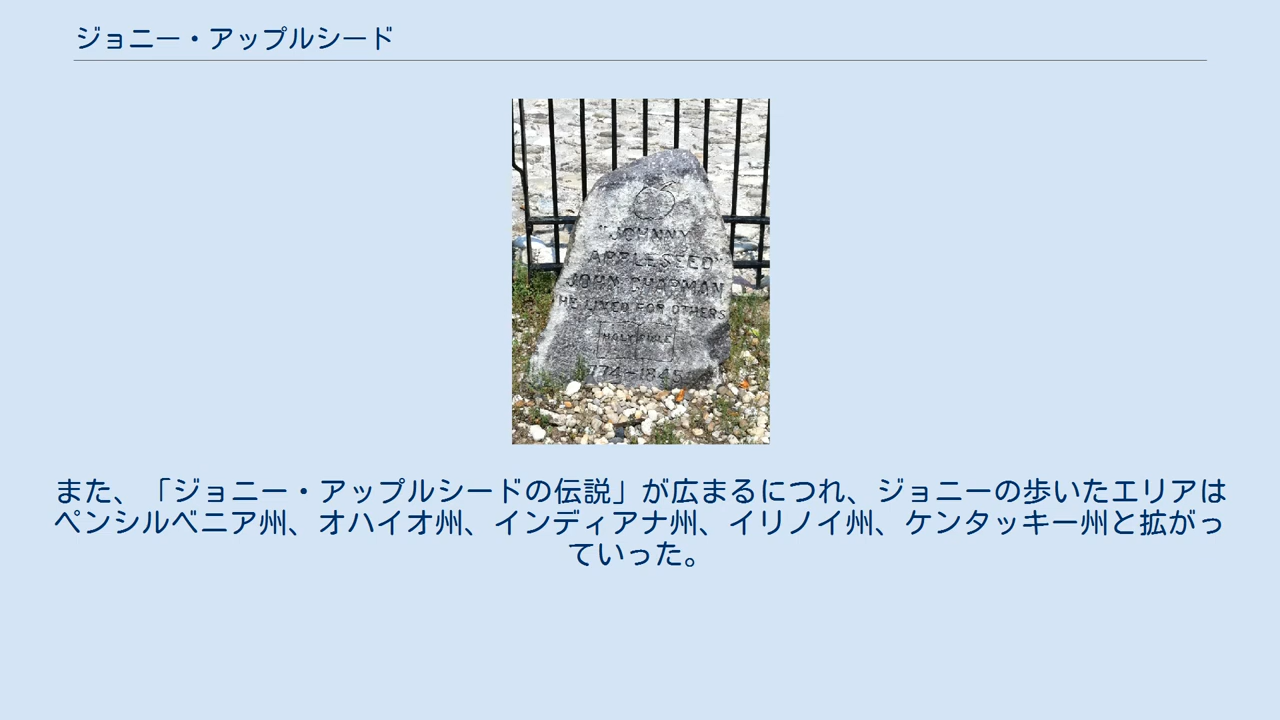 ジョニー・アップルシード
"JOHNNY
APPLESEED"
JOHN CHAPMAN
HE LIVED FOR OTHERS
HOLY BIBLE
また、「ジョニー・アップルシードの伝説」が広まるにつれ、ジョニーの歩いたエリアは
ペンシルベニア州、オハイオ州、インディアナ州、イリノイ州、ケンタッキー州と拡がっ
ていった。